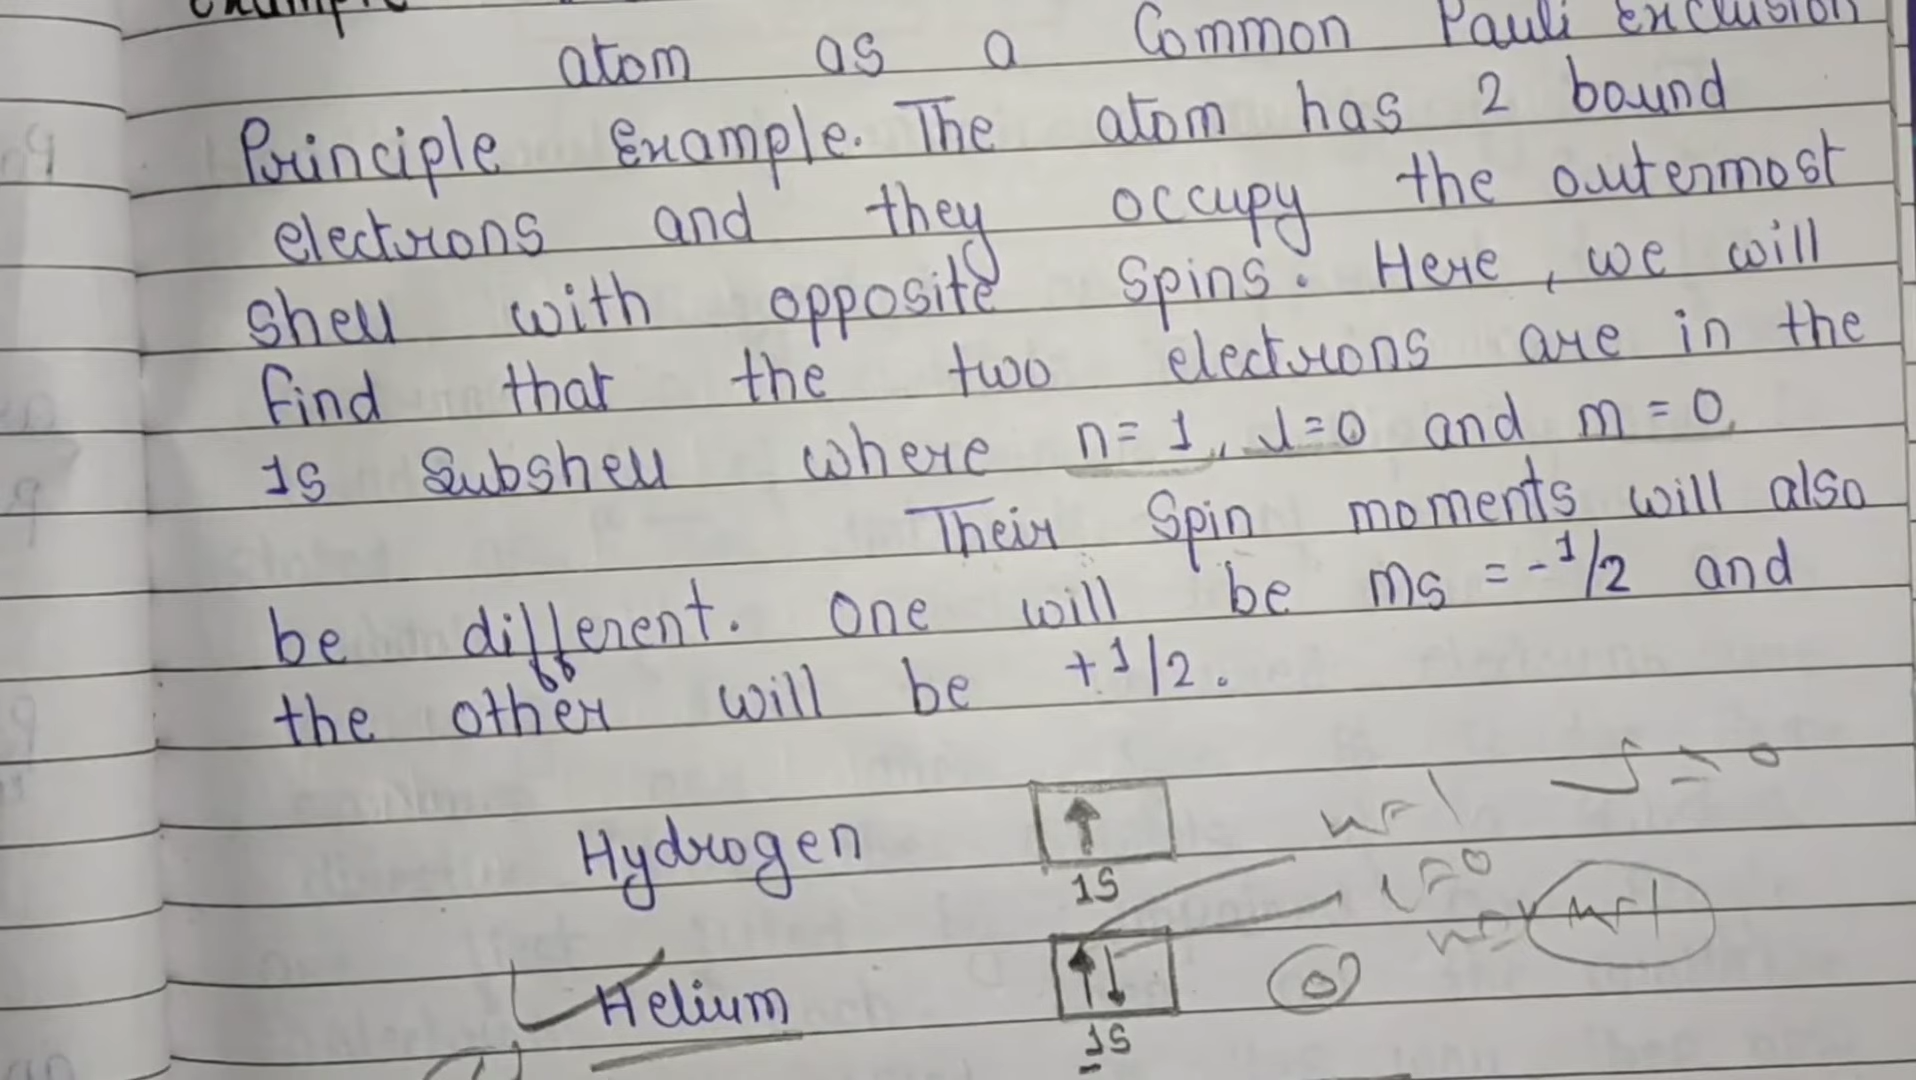 Example
atom as a Common Pauli Exclusion
Principle Example. The atom has 2 bound
electrons and they occupy the outermost
shell with opposite spins. Here, we will
find that the two electrons are in the
1s Subshell where n=1, l=0 and m=0.
Their Spin moments will also
be different. One will be ms = -1/2 and
the other will be +1/2.
Hydrogen
1S
n=1
l=0
Helium
1S